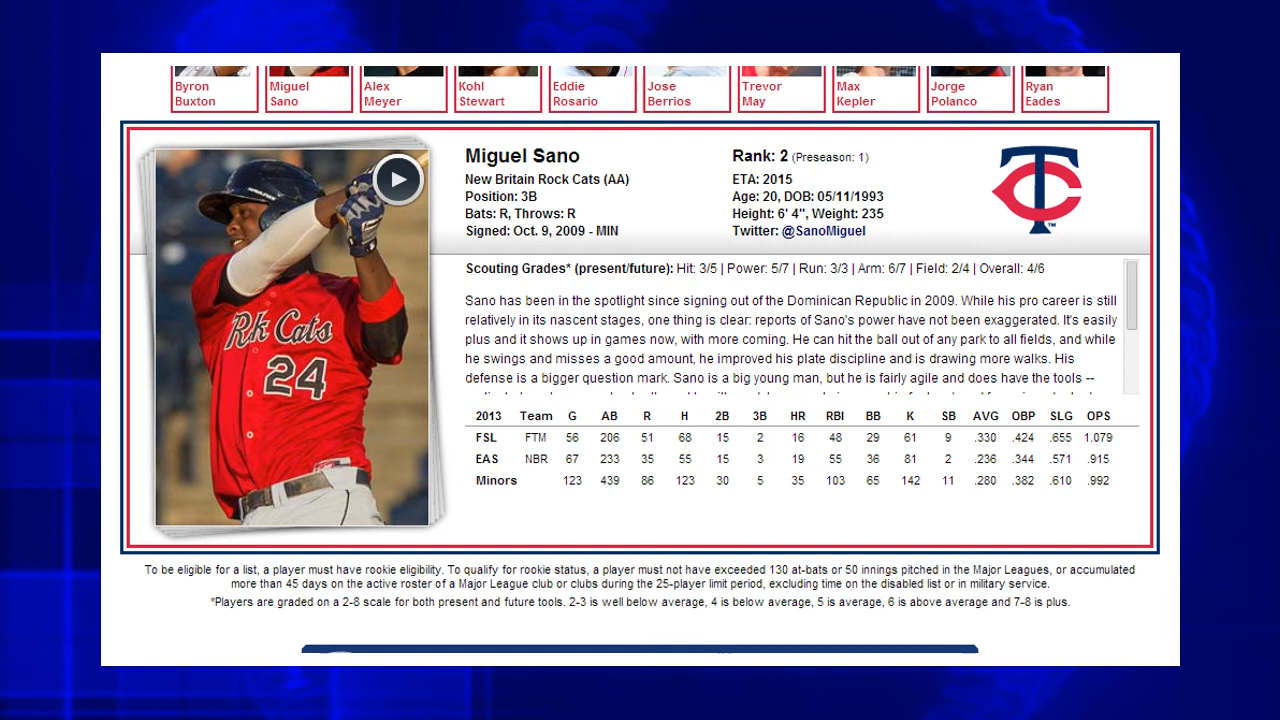 Byron Buxton
Miguel Sano
Alex Meyer
Kohl Stewart
Eddie Rosario
Jose Berrios
Trevor May
Max Kepler
Jorge Polanco
Ryan Eades
Miguel Sano
New Britain Rock Cats (AA)
Position: 3B
Bats: R, Throws: R
Signed: Oct. 9, 2009 - MIN
Rank: 2 (Preseason: 1)
ETA: 2015
Age: 20, DOB: 05/11/1993
Height: 6' 4", Weight: 235
Twitter: @SanoMiguel
TC
TM
Rock Cats
24
Scouting Grades* (present/future): Hit: 3/5 | Power: 5/7 | Run: 3/3 | Arm: 6/7 | Field: 2/4 | Overall: 4/6
Sano has been in the spotlight since signing out of the Dominican Republic in 2009. While his pro career is still
relatively in its nascent stages, one thing is clear: reports of Sano's power have not been exaggerated. It's easily
plus and it shows up in games now, with more coming. He can hit the ball out of any park to all fields, and while
he swings and misses a good amount, he improved his plate discipline and is drawing more walks. His
defense is a bigger question mark. Sano is a big young man, but he is fairly agile and does have the tools --
2013 Team G AB R H 2B 3B HR RBI BB K SB AVG OBP SLG OPS
FSL FTM 56 206 51 68 15 2 16 48 29 61 9 .330 .424 .655 1.079
EAS NBR 67 233 35 55 15 3 19 55 36 81 2 .236 .344 .571 .915
Minors 123 439 86 123 30 5 35 103 65 142 11 .280 .382 .610 .992
To be eligible for a list, a player must have rookie eligibility. To qualify for rookie status, a player must not have exceeded 130 at-bats or 50 innings pitched in the Major Leagues, or accumulated
more than 45 days on the active roster of a Major League club or clubs during the 25-player limit period, excluding time on the disabled list or in military service.
*Players are graded on a 2-8 scale for both present and future tools. 2-3 is well below average, 4 is below average, 5 is average, 6 is above average and 7-8 is plus.